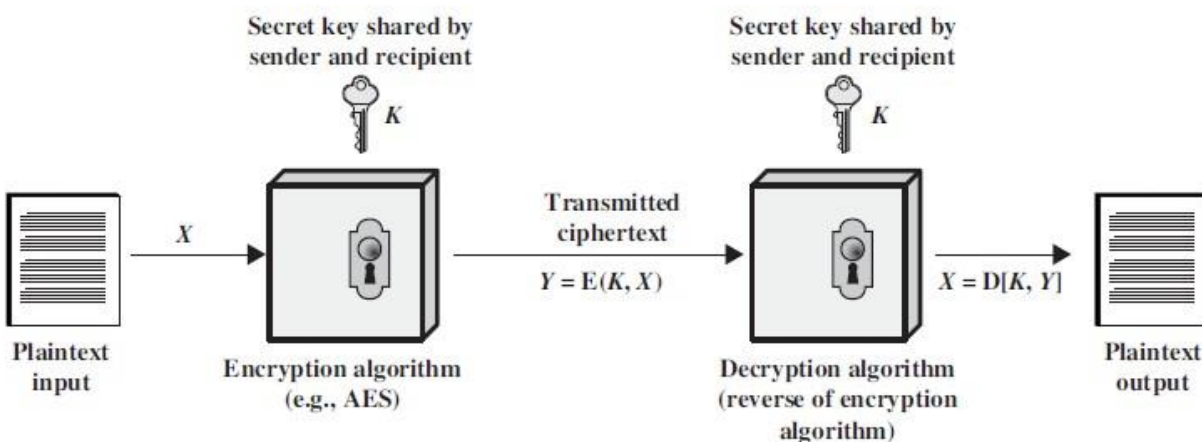 Secret key shared by
sender and recipient
K
Secret key shared by
sender and recipient
K
X
Transmitted
ciphertext
Y = E(K, X)
X = D[K, Y]
Plaintext
input
Encryption algorithm
(e.g., AES)
Decryption algorithm
(reverse of encryption
algorithm)
Plaintext
output